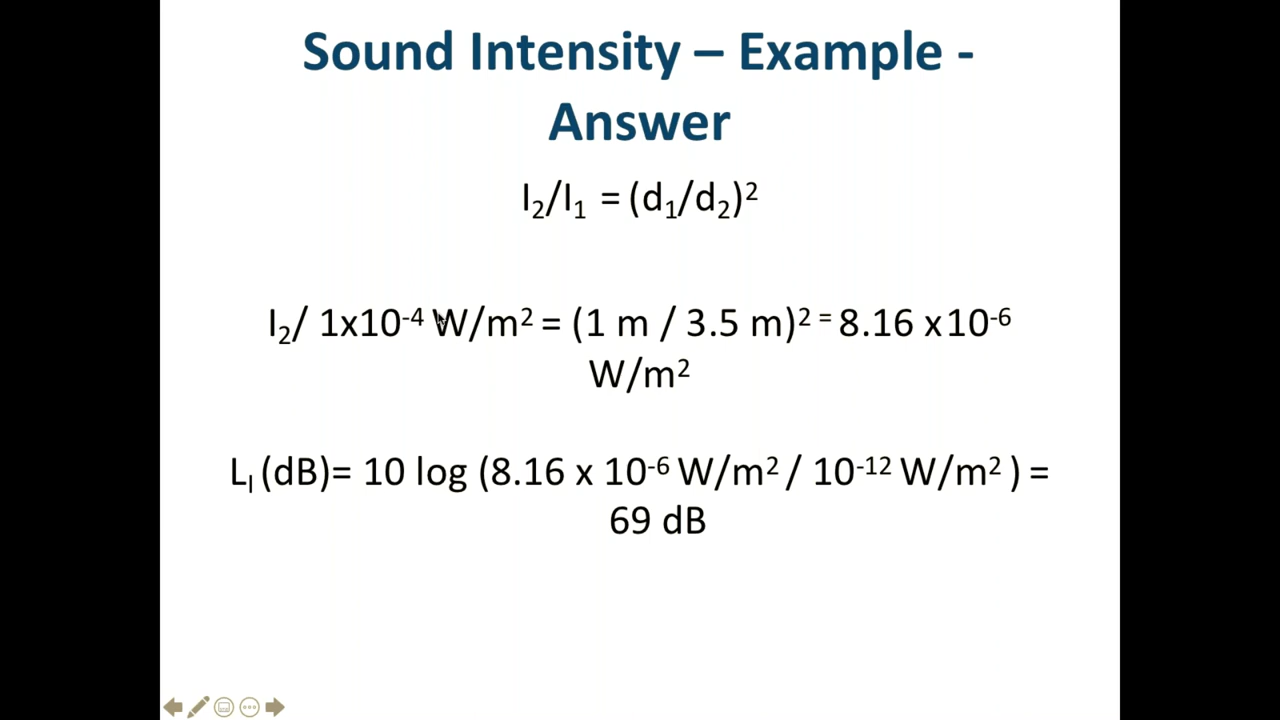 Sound Intensity – Example -
Answer
I₂/I₁ = (d₁/d₂)²
I₂/ 1x10⁻⁴ W/m² = (1 m / 3.5 m)² ⁼ 8.16 x10⁻⁶
W/m²
Lₗ (dB)= 10 log (8.16 x 10⁻⁶ W/m² / 10⁻¹² W/m² ) =
69 dB